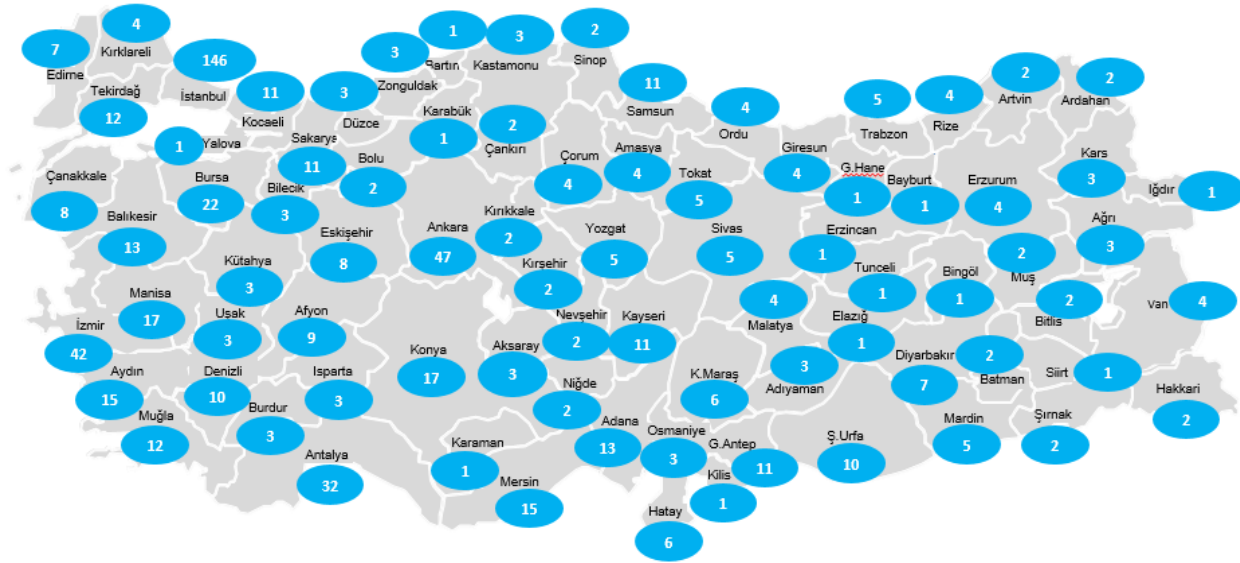 4
Kırklareli
7
Edirne
146
İstanbul
Tekirdağ
12
11
Kocaeli
3
Düzce
3
Zonguldak
1
Bartın
3
Kastamonu
2
Sinop
11
Samsun
4
Ordu
5
Trabzon
4
Rize
2
Artvin
2
Ardahan
1
Yalova
Sakarya
11
Bolu
2
Karabük
1
2
Çankırı
Çorum
4
Amasya
4
Tokat
5
Giresun
4
G.Hane
1
Bayburt
1
Erzurum
4
Kars
3
Iğdır
1
Ağrı
3
Çanakkale
8
Bursa
22
Bilecik
3
Balıkesir
13
Eskişehir
8
Kütahya
3
Ankara
47
Kırıkkale
2
Kırşehir
2
Yozgat
5
Sivas
5
Erzincan
1
Tunceli
1
Bingöl
1
2
Muş
2
Bitlis
Van
4
Manisa
17
İzmir
42
Uşak
3
Afyon
9
Konya
17
Aksaray
3
Nevşehir
2
Kayseri
11
4
Malatya
Elazığ
1
Diyarbakır
7
2
Batman
Siirt
1
Hakkari
2
Aydın
15
Denizli
10
Isparta
3
Burdur
3
Muğla
12
Antalya
32
Karaman
1
Mersin
15
Niğde
2
Adana
13
Osmaniye
3
K.Maraş
6
3
Adıyaman
G.Antep
11
Kilis
1
Hatay
6
Ş.Urfa
10
Mardin
5
Şırnak
2